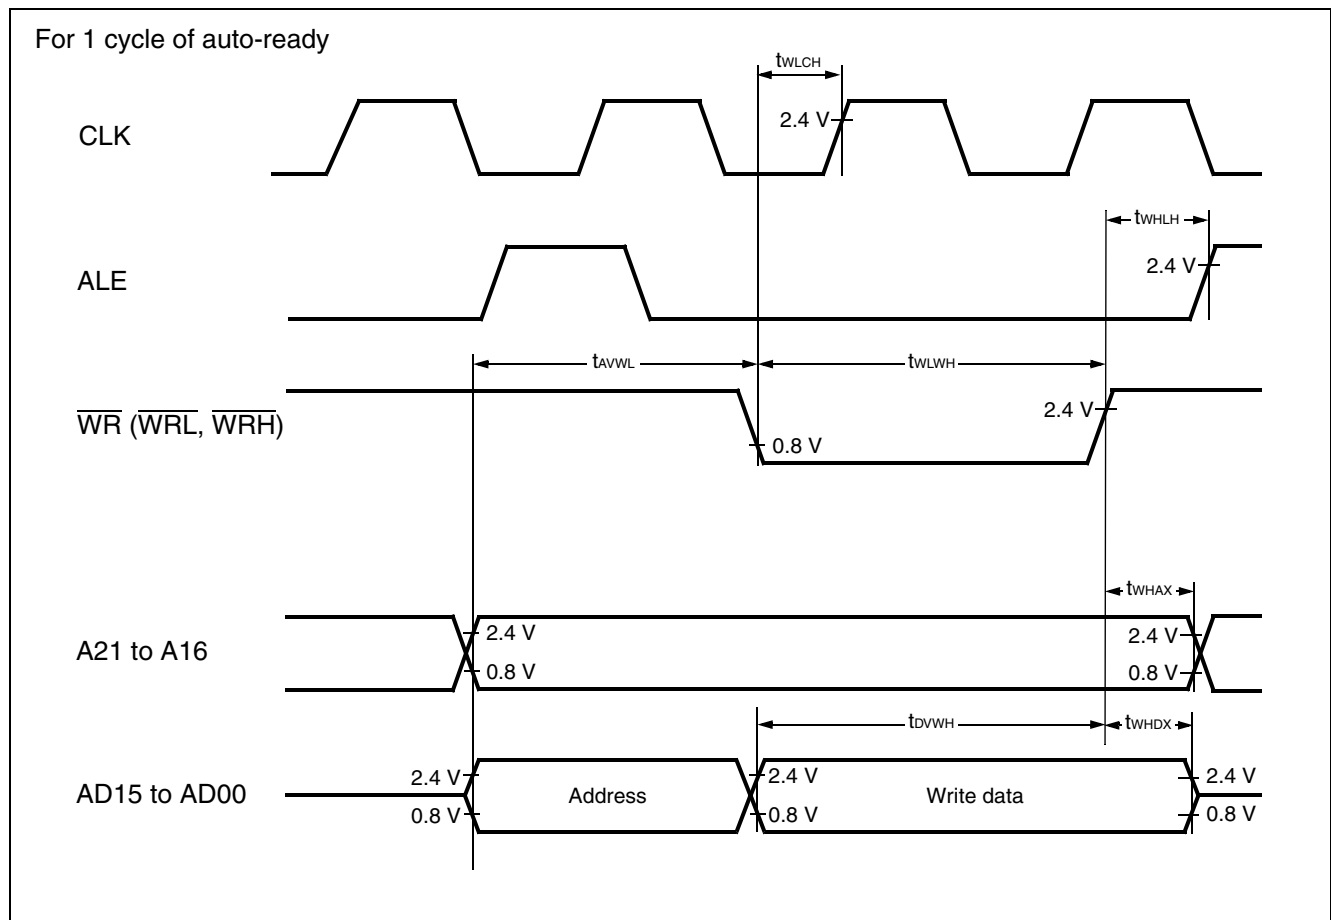 For 1 cycle of auto-ready
tWLCH
CLK
2.4 V
tWHLH
ALE
2.4 V
tAVWL
tWLWH
WR (WRL, WRH)
2.4 V
0.8 V
tWHAX
A21 to A16
2.4 V
2.4 V
0.8 V
0.8 V
tDVWH
tWHDX
AD15 to AD00
2.4 V
2.4 V
2.4 V
Address
Write data
0.8 V
0.8 V
0.8 V